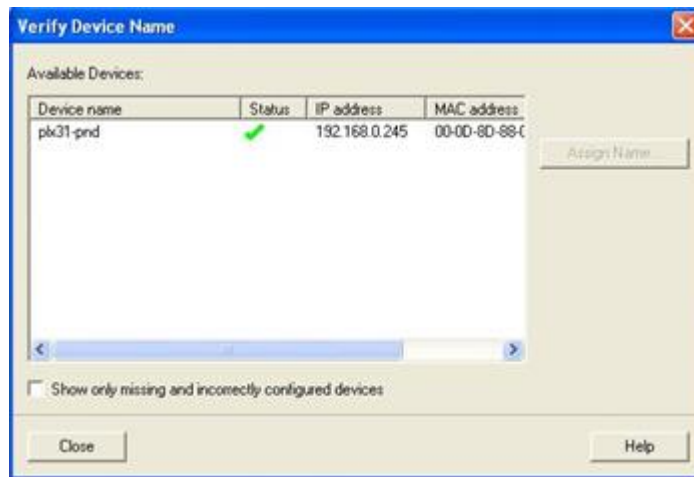 Verify Device Name
Available Devices:
Device name Status IP address MAC address
plx31-pnd 192.168.0.245 00-0D-8D-88-
Assign Name...
Show only missing and incorrectly configured devices
Close Help